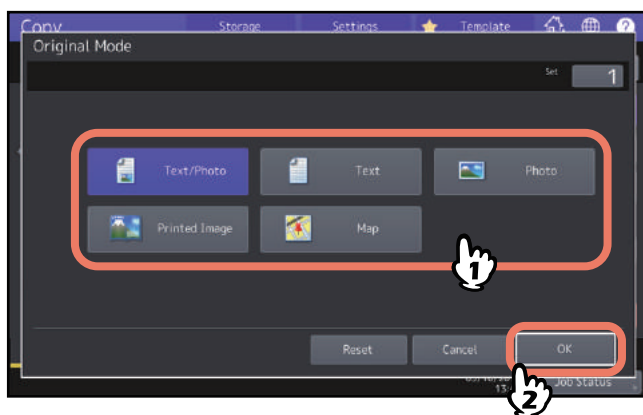 Copy Storage Settings Template ?
Original Mode
Set 1
Text/Photo Text Photo
Printed Image Map
1
Reset Cancel OK
Job Status
13:
2